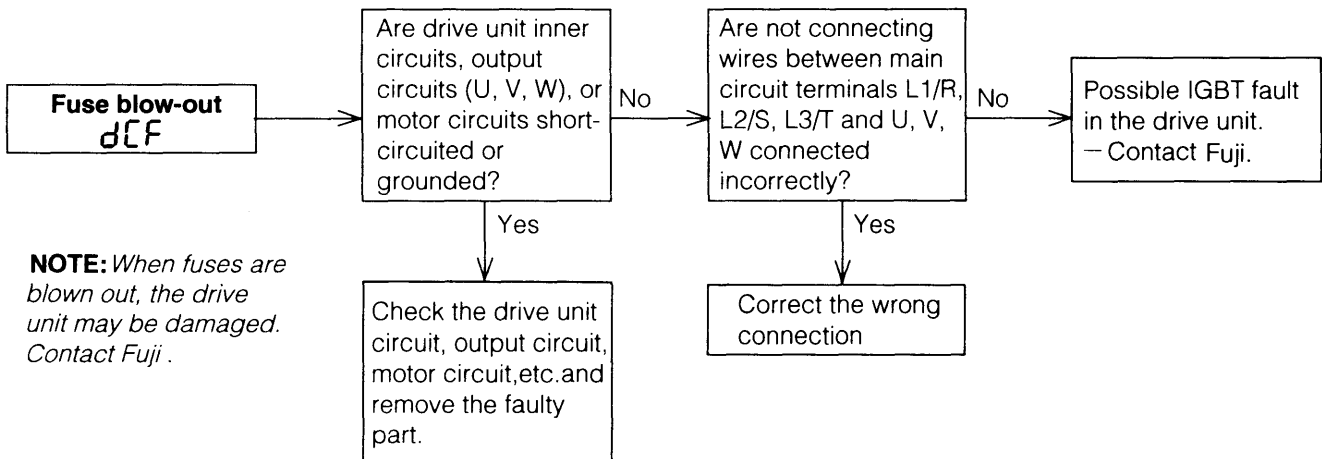 Fuse blow-out
dCF
Are drive unit inner
circuits, output
circuits (U, V, W), or
motor circuits short-
circuited or
grounded?
No
Are not connecting
wires between main
circuit terminals L1/R,
L2/S, L3/T and U, V,
W connected
incorrectly?
No
Possible IGBT fault
in the drive unit.
— Contact Fuji.
Yes
Yes
NOTE: When fuses are
blown out, the drive
unit may be damaged.
Contact Fuji .
Check the drive unit
circuit, output circuit,
motor circuit,etc.and
remove the faulty
part.
Correct the wrong
connection